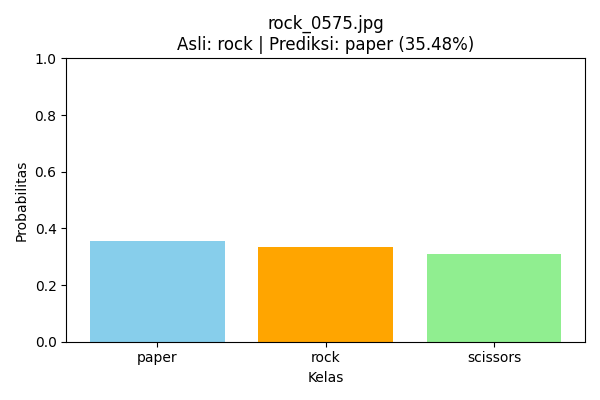 rock_0575.jpg
Asli: rock | Prediksi: paper (35.48%)
1.0
0.8
0.6
0.4
0.2
0.0
Probabilitas
paper
rock
scissors
Kelas